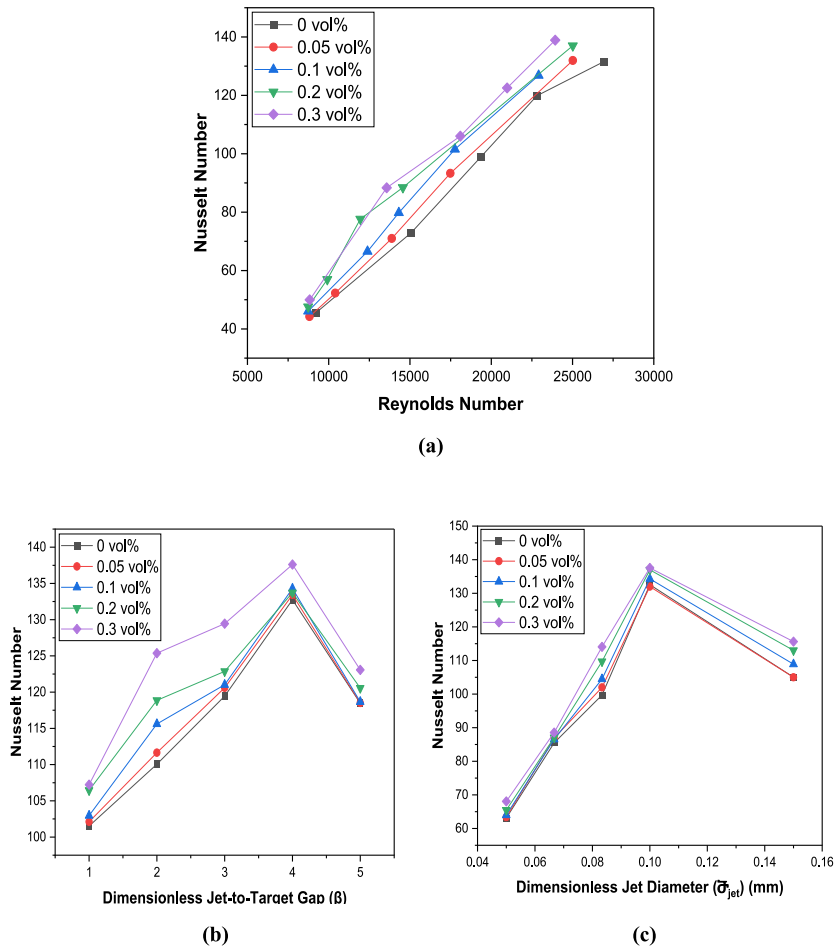 140
120
100
80
60
40
Nusselt Number
0 vol%
0.05 vol%
0.1 vol%
0.2 vol%
0.3 vol%
5000 10000 15000 20000 25000 30000
Reynolds Number
(a)
140
135
130
125
120
115
110
105
100
Nusselt Number
0 vol%
0.05 vol%
0.1 vol%
0.2 vol%
0.3 vol%
1 2 3 4 5
Dimensionless Jet-to-Target Gap (β)
(b)
150
140
130
120
110
100
90
80
70
60
Nusselt Number
0 vol%
0.05 vol%
0.1 vol%
0.2 vol%
0.3 vol%
0.04 0.06 0.08 0.10 0.12 0.14 0.16
Dimensionless Jet Diameter (σ̄jet) (mm)
(c)